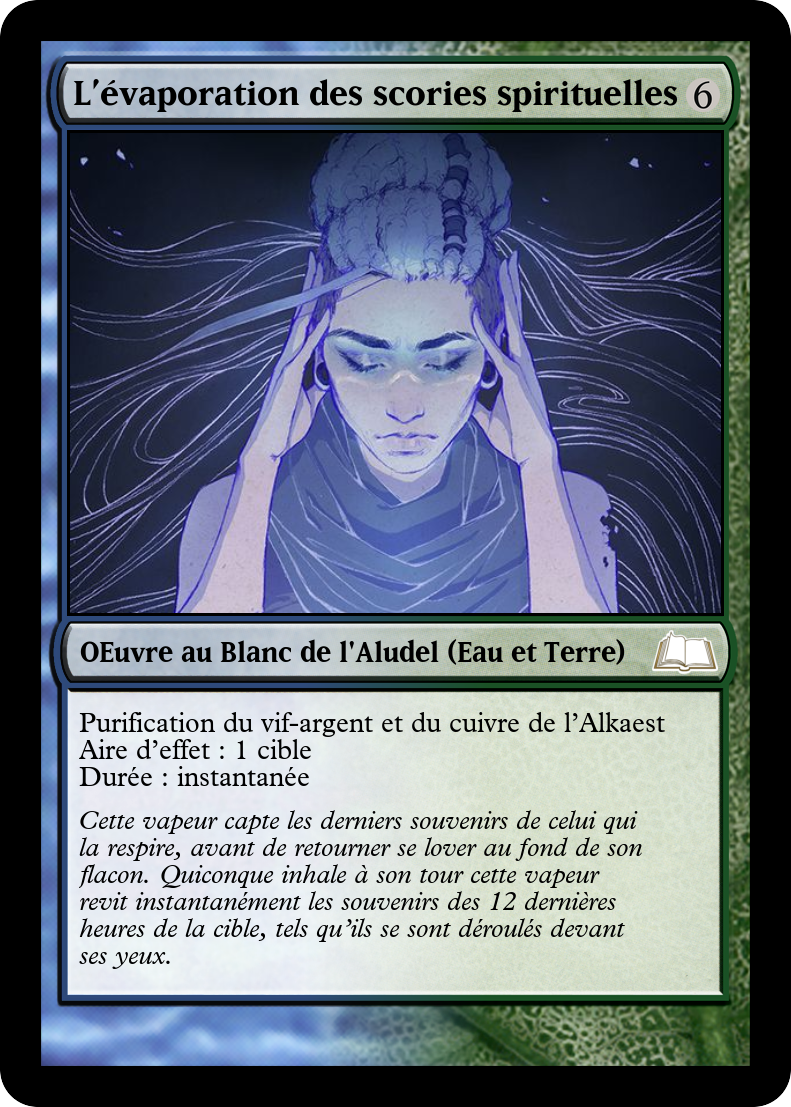 L'évaporation des scories spirituelles 6
OEuvre au Blanc de l'Aludel (Eau et Terre)
Purification du vif-argent et du cuivre de l'Alkaest
Aire d'effet : 1 cible
Durée : instantanée
Cette vapeur capte les derniers souvenirs de celui qui
la respire, avant de retourner se lover au fond de son
flacon. Quiconque inhale à son tour cette vapeur
revit instantanément les souvenirs des 12 dernières
heures de la cible, tels qu'ils se sont déroulés devant
ses yeux.